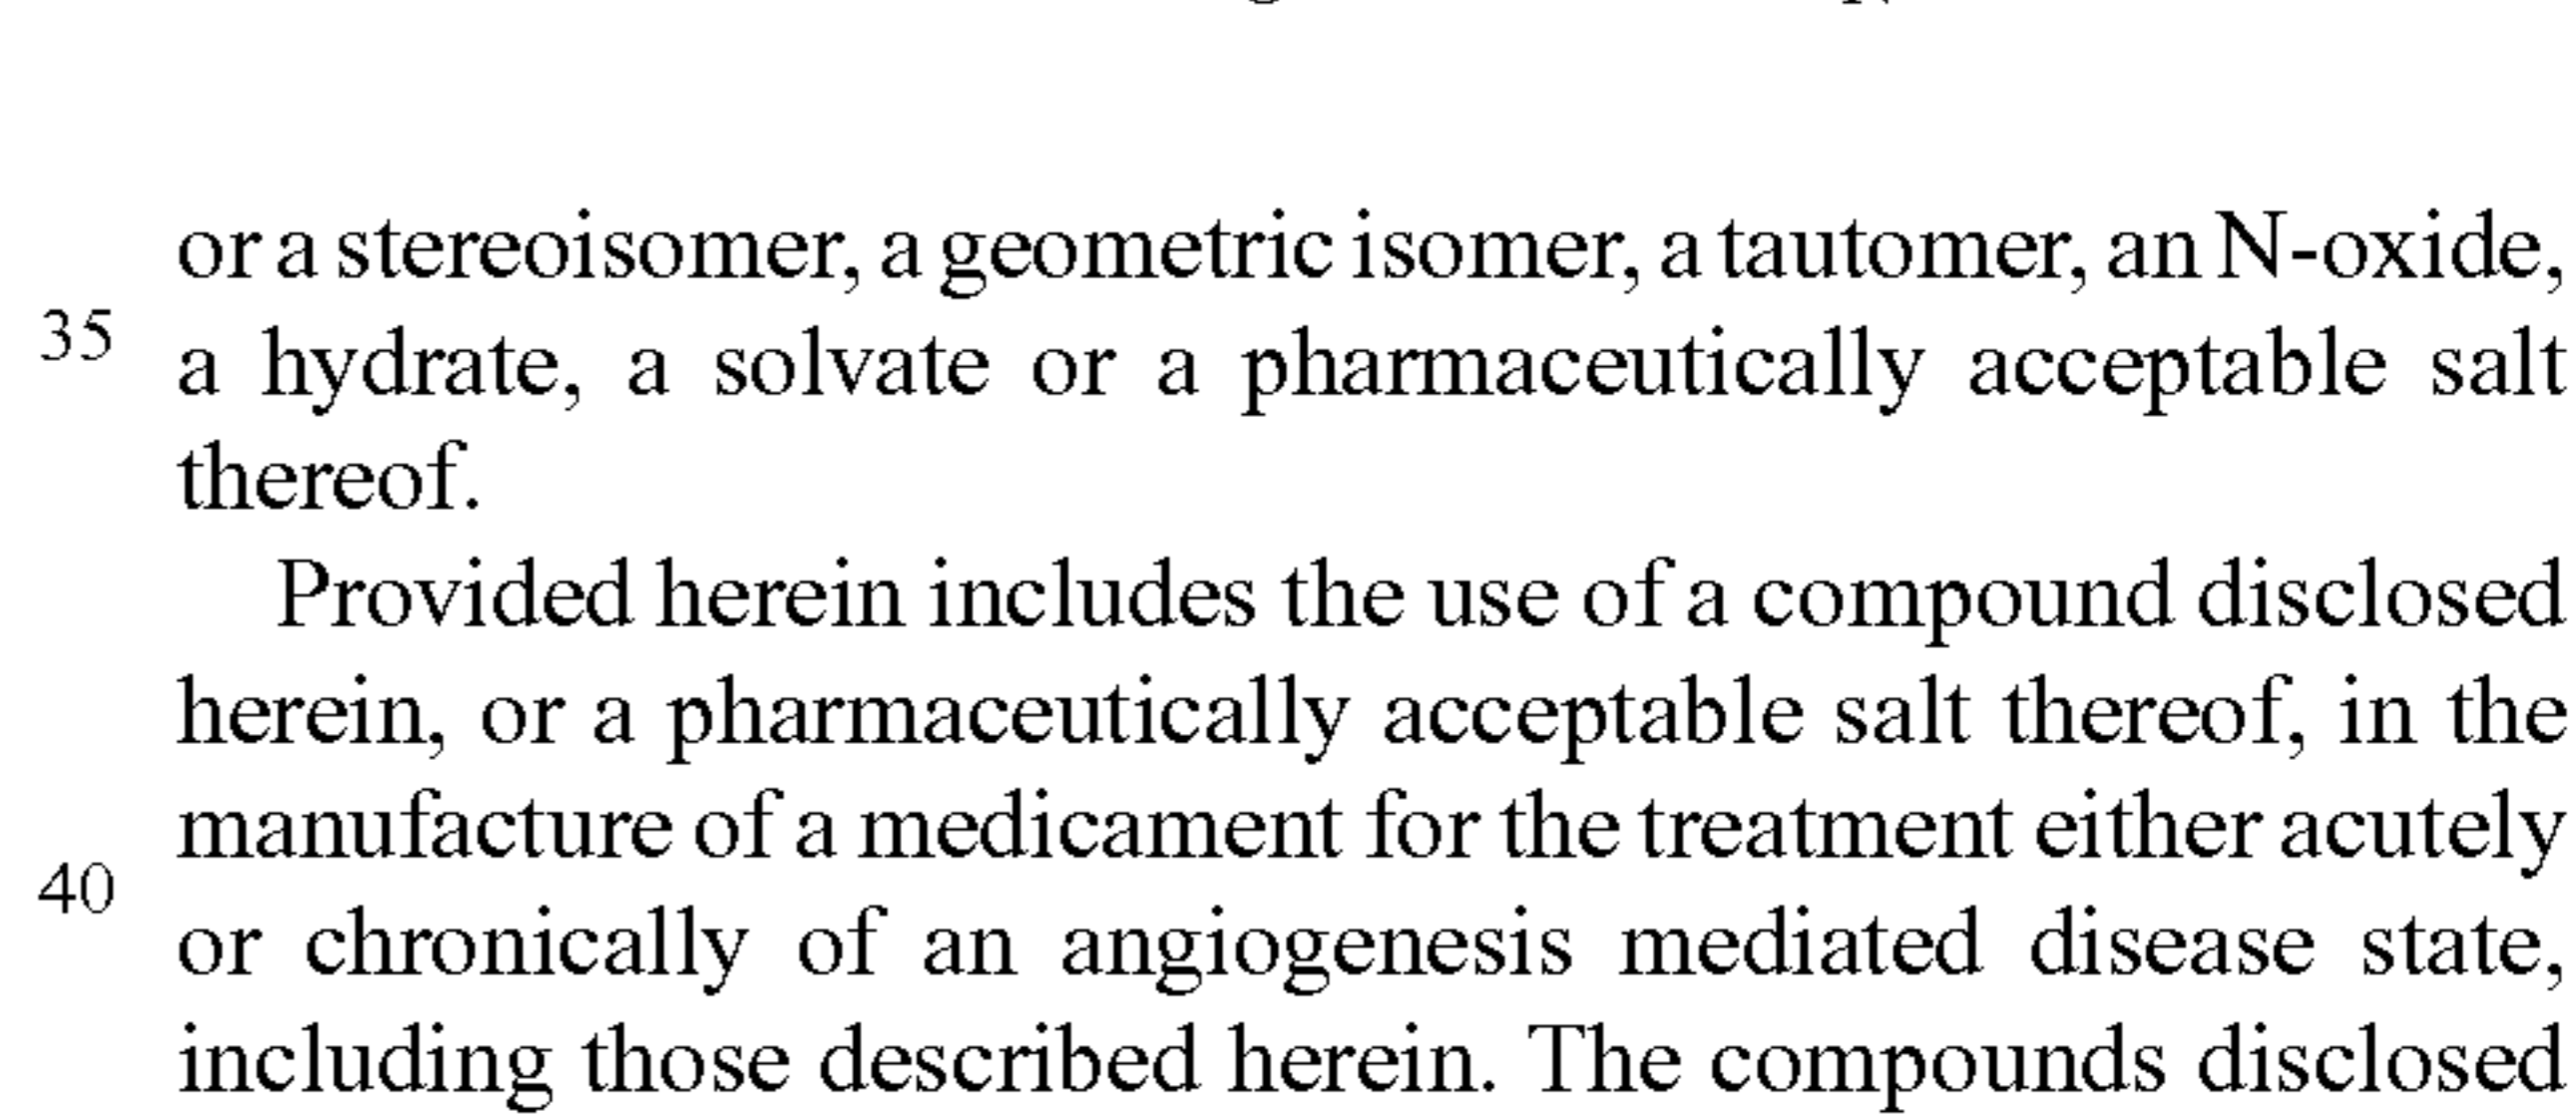 or a stereoisomer, a geometric isomer, a tautomer, an N-oxide,
35 a hydrate, a solvate or a pharmaceutically acceptable salt
thereof.
Provided herein includes the use of a compound disclosed
herein, or a pharmaceutically acceptable salt thereof, in the
manufacture of a medicament for the treatment either acutely
40
or chronically of an angiogenesis mediated disease state,
including those described herein. The compounds disclosed